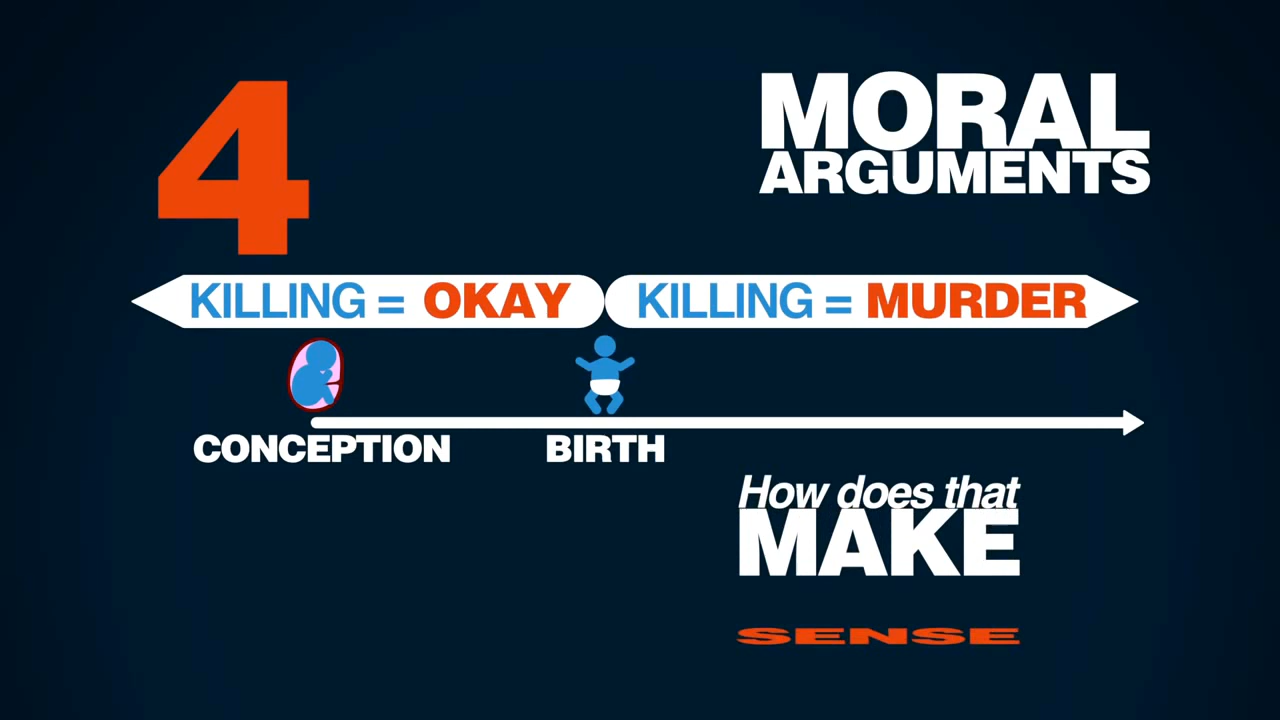 4
MORAL
ARGUMENTS
KILLING = OKAY
KILLING = MURDER
CONCEPTION
BIRTH
How does that
MAKE
SENSE